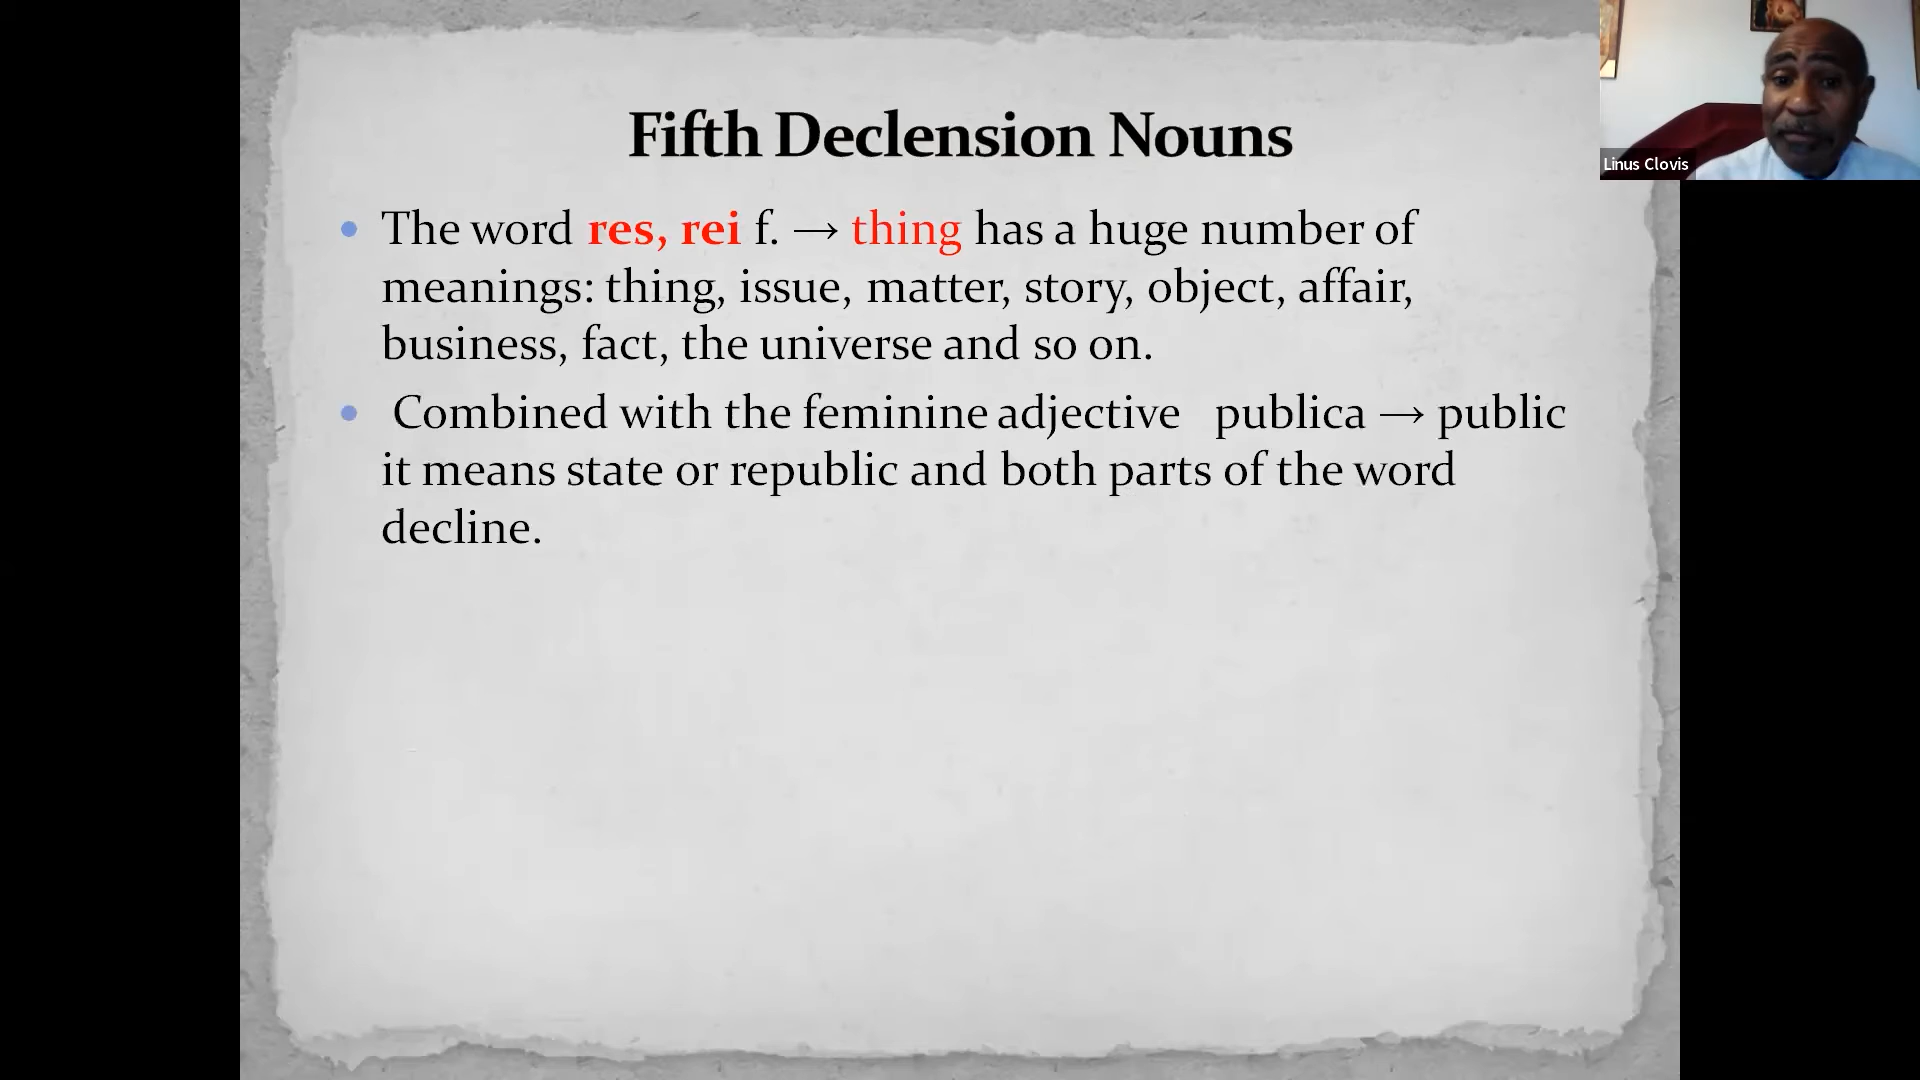 Fifth Declension Nouns
• The word res, rei f. → thing has a huge number of
meanings: thing, issue, matter, story, object, affair,
business, fact, the universe and so on.
• Combined with the feminine adjective publica → public
it means state or republic and both parts of the word
decline.
Linus Clovis